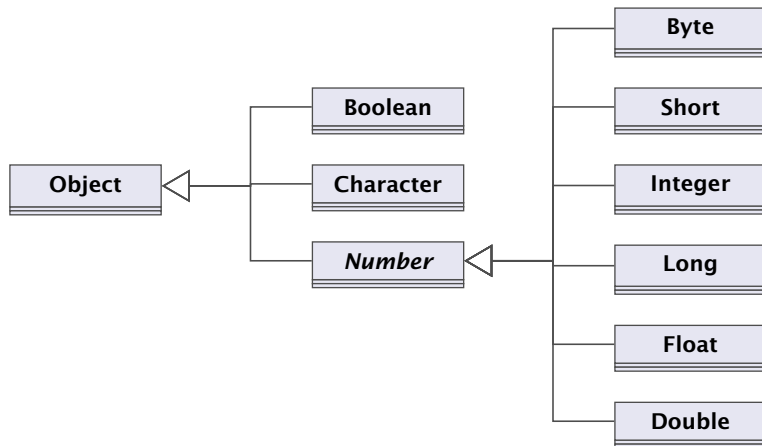 Object
Boolean
Character
Number
Byte
Short
Integer
Long
Float
Double